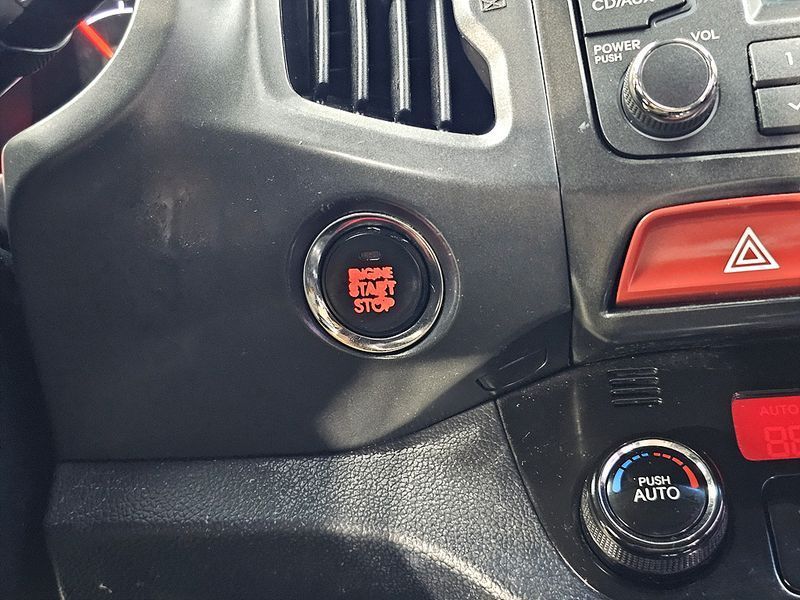 CD/AUX
POWER
PUSH
VOL
1
ENGINE
START
STOP
AUTO
PUSH
AUTO